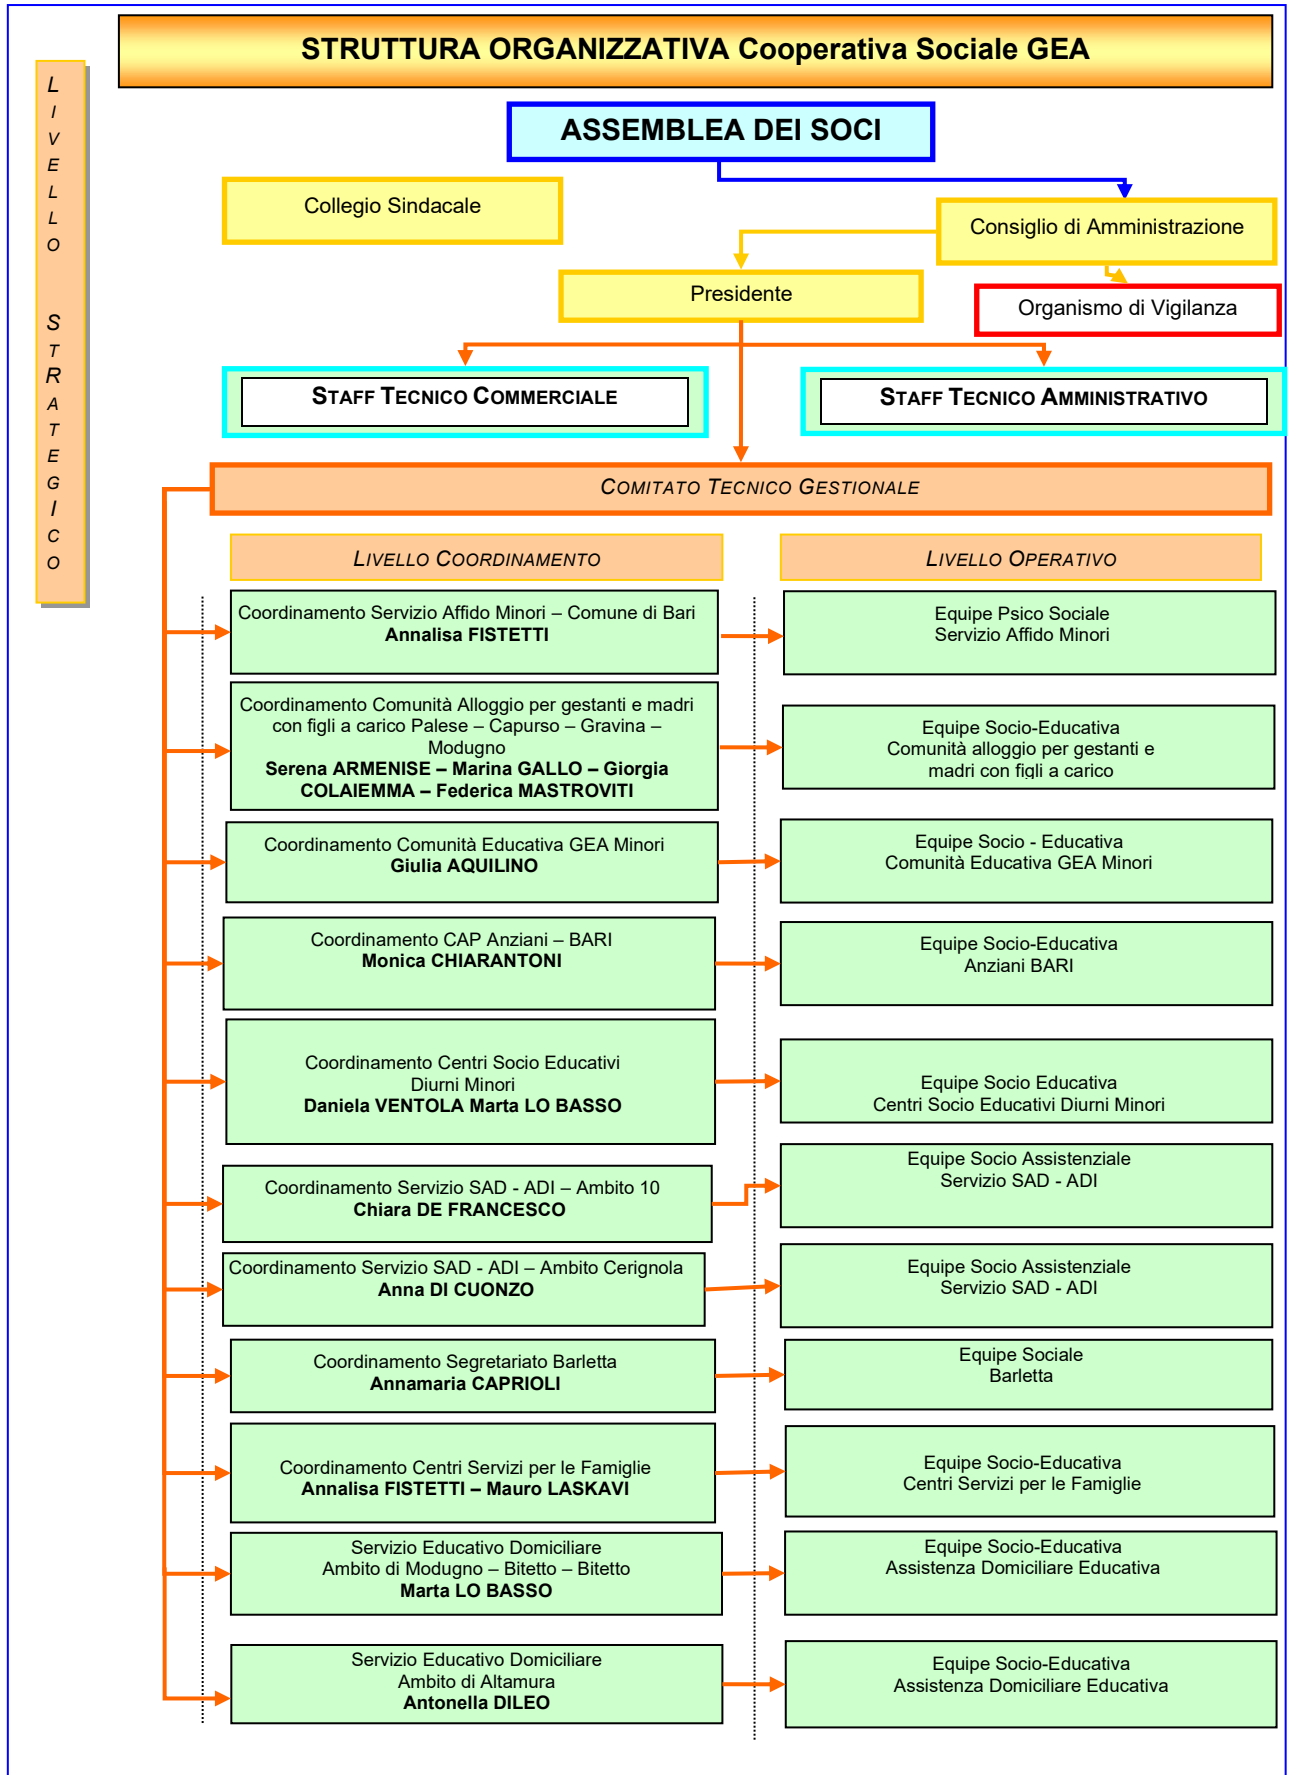 STRUTTURA ORGANIZZATIVA Cooperativa Sociale GEA
LIVELLO STRATEGICO
ASSEMBLEA DEI SOCI
Collegio Sindacale
Consiglio di Amministrazione
Presidente
Organismo di Vigilanza
STAFF TECNICO COMMERCIALE
STAFF TECNICO AMMINISTRATIVO
COMITATO TECNICO GESTIONALE
LIVELLO COORDINAMENTO
LIVELLO OPERATIVO
Coordinamento Servizio Affido Minori – Comune di Bari
Annalisa FISTETTI
Equipe Psico Sociale
Servizio Affido Minori
Coordinamento Comunità Alloggio per gestanti e madri
con figli a carico Palese – Capurso – Gravina –
Modugno
Serena ARMENISE – Marina GALLO – Giorgia
COLAIEMMA – Federica MASTROVITI
Equipe Socio-Educativa
Comunità alloggio per gestanti e
madri con figli a carico
Coordinamento Comunità Educativa GEA Minori
Giulia AQUILINO
Equipe Socio - Educativa
Comunità Educativa GEA Minori
Coordinamento CAP Anziani – BARI
Monica CHIARANTONI
Equipe Socio-Educativa
Anziani BARI
Coordinamento Centri Socio Educativi
Diurni Minori
Daniela VENTOLA Marta LO BASSO
Equipe Socio Educativa
Centri Socio Educativi Diurni Minori
Coordinamento Servizio SAD - ADI – Ambito 10
Chiara DE FRANCESCO
Equipe Socio Assistenziale
Servizio SAD - ADI
Coordinamento Servizio SAD - ADI – Ambito Cerignola
Anna DI CUONZO
Equipe Socio Assistenziale
Servizio SAD - ADI
Coordinamento Segretariato Barletta
Annamaria CAPRIOLI
Equipe Sociale
Barletta
Coordinamento Centri Servizi per le Famiglie
Annalisa FISTETTI – Mauro LASKAVI
Equipe Socio-Educativa
Centri Servizi per le Famiglie
Servizio Educativo Domiciliare
Ambito di Modugno – Bitetto – Bitetto
Marta LO BASSO
Equipe Socio-Educativa
Assistenza Domiciliare Educativa
Servizio Educativo Domiciliare
Ambito di Altamura
Antonella DILEO
Equipe Socio-Educativa
Assistenza Domiciliare Educativa